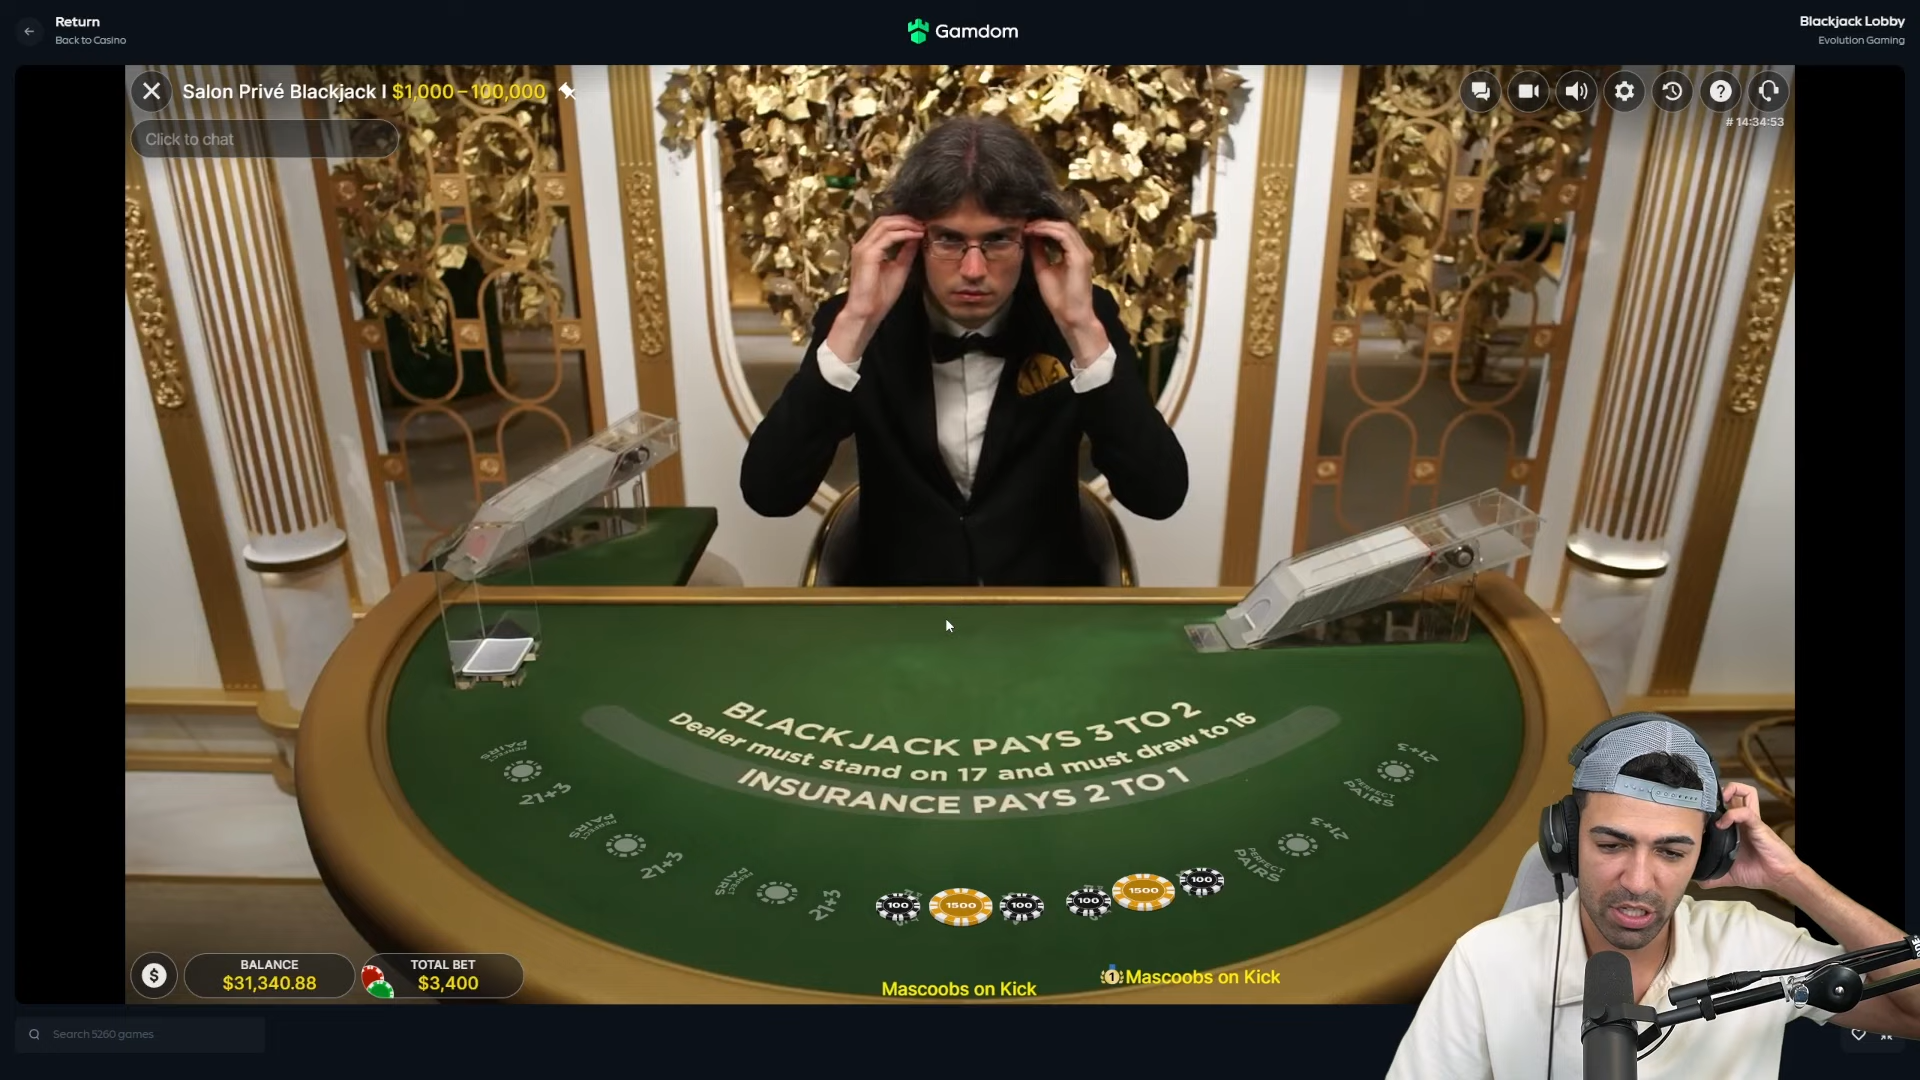 Return
Back to Casino
Gamdom
Blackjack Lobby
Evolution Gaming
Salon Privé Blackjack I $1,000 – 100,000
Click to chat
# 14:34:53
BLACKJACK PAYS 3 TO 2
Dealer must stand on 17 and must draw to 16
INSURANCE PAYS 2 TO 1
PERFECT PAIRS
21+3
PERFECT PAIRS
21+3
PERFECT PAIRS
21+3
21+3
PERFECT PAIRS
21+3
PERFECT PAIRS
100
1500
100
100
1500
100
BALANCE
$31,340.88
TOTAL BET
$3,400
Mascoobs on Kick
1
Mascoobs on Kick
Search 5260 games